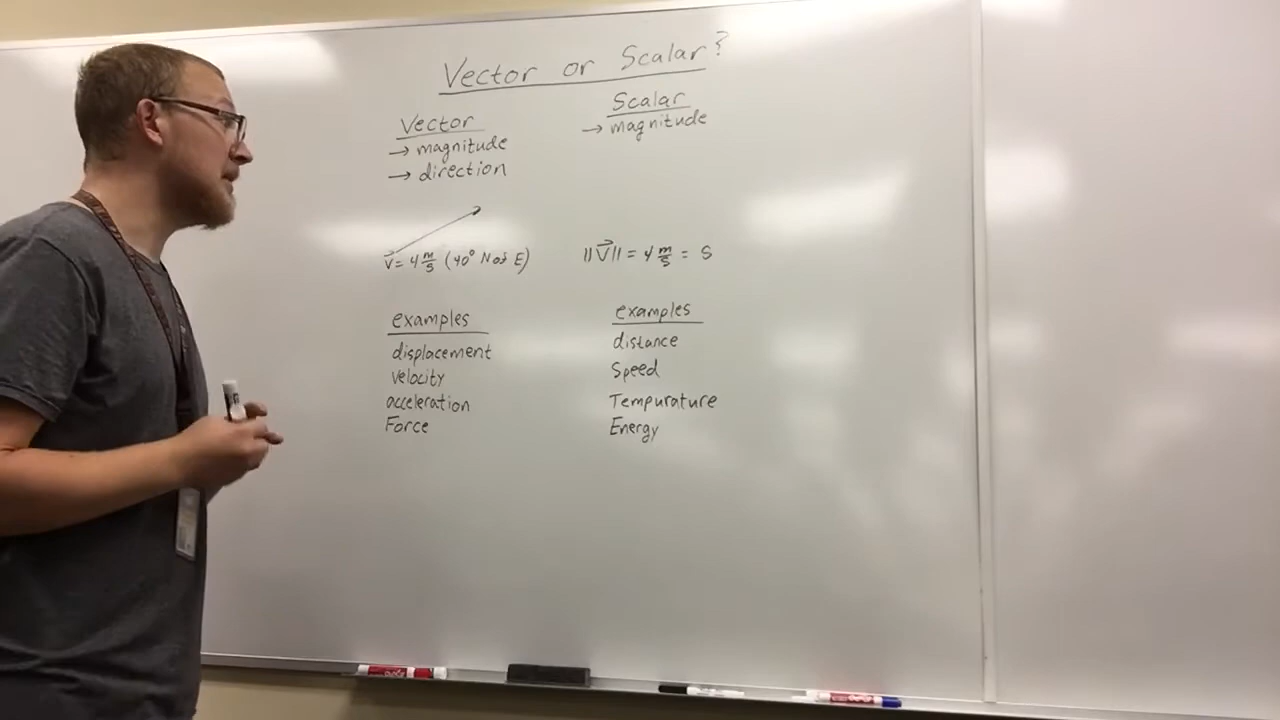 Vector or Scalar?
Vector
→ magnitude
→ direction
V⃗ = 4 m/s (40° N of E)
examples
displacement
velocity
acceleration
Force
Scalar
→ magnitude
||V⃗|| = 4 m/s = S
examples
distance
Speed
Tempurature
Energy